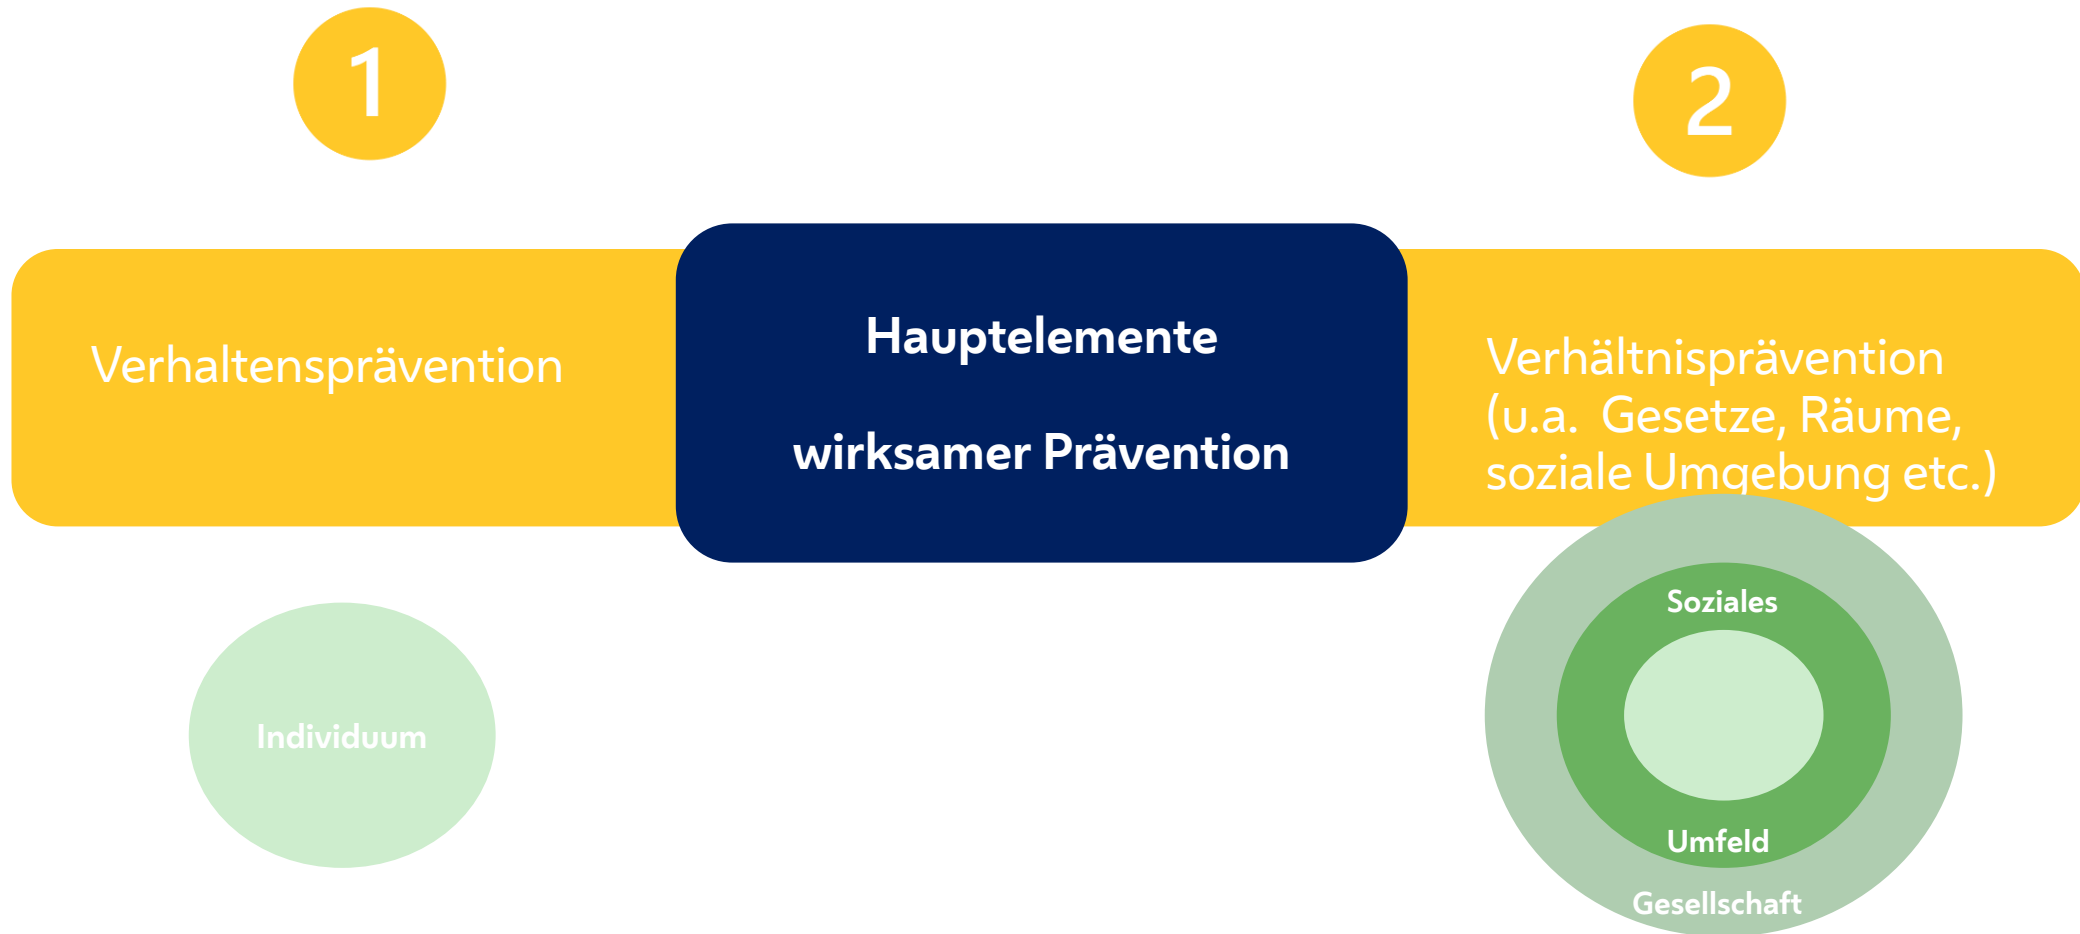 1
2
Verhaltensprävention
Hauptelemente
wirksamer Prävention
Verhältnisprävention
(u.a. Gesetze, Räume,
soziale Umgebung etc.)
Individuum
Soziales
Umfeld
Gesellschaft